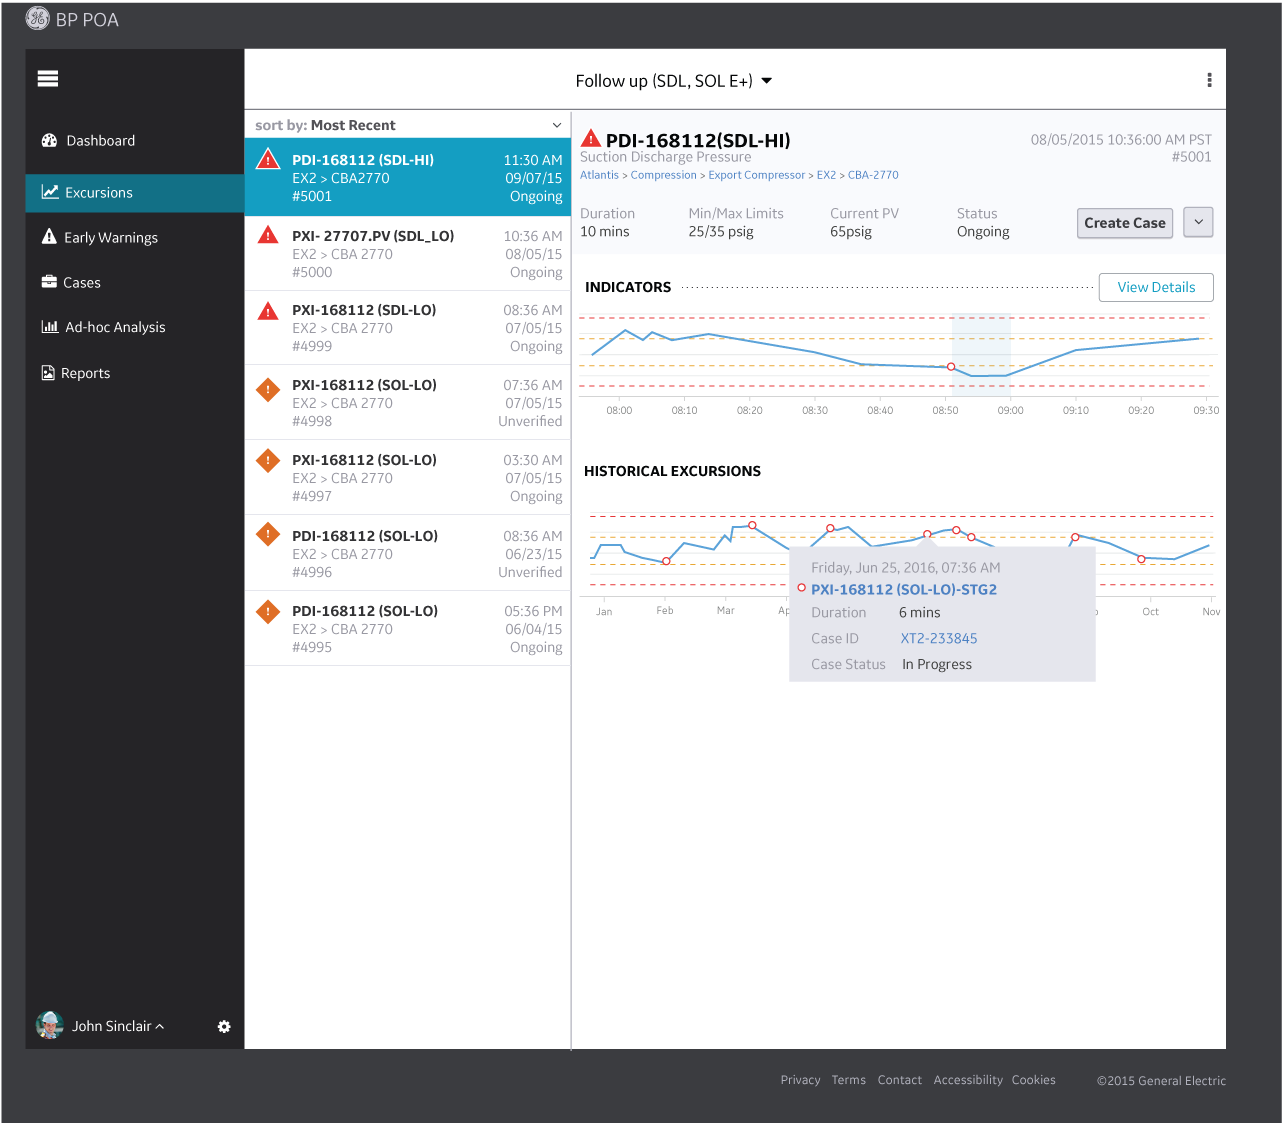 BP POA
Follow up (SDL, SOL E+)
Dashboard
Excursions
Early Warnings
Cases
Ad-hoc Analysis
Reports
John Sinclair
sort by: Most Recent
PDI-168112 (SDL-HI) 11:30 AM
EX2 > CBA2770 09/07/15
#5001 Ongoing
PXI- 27707.PV (SDL_LO) 10:36 AM
EX2 > CBA 2770 08/05/15
#5000 Ongoing
PXI-168112 (SDL-LO) 08:36 AM
EX2 > CBA 2770 07/05/15
#4999 Ongoing
PXI-168112 (SOL-LO) 07:36 AM
EX2 > CBA 2770 07/05/15
#4998 Unverified
PXI-168112 (SOL-LO) 03:30 AM
EX2 > CBA 2770 07/05/15
#4997 Ongoing
PDI-168112 (SOL-LO) 08:36 AM
EX2 > CBA 2770 06/23/15
#4996 Unverified
PDI-168112 (SOL-LO) 05:36 PM
EX2 > CBA 2770 06/04/15
#4995 Ongoing
PDI-168112(SDL-HI) 08/05/2015 10:36:00 AM PST
Suction Discharge Pressure #5001
Atlantis > Compression > Export Compressor > EX2 > CBA-2770
Duration Min/Max Limits Current PV Status
10 mins 25/35 psig 65psig Ongoing
Create Case
INDICATORS View Details
08:00 08:10 08:20 08:30 08:40 08:50 09:00 09:10 09:20 09:30
HISTORICAL EXCURSIONS
Friday, Jun 25, 2016, 07:36 AM
PXI-168112 (SOL-LO)-STG2
Duration 6 mins
Case ID XT2-233845
Case Status In Progress
Jan Feb Mar Oct Nov
Privacy Terms Contact Accessibility Cookies ©2015 General Electric